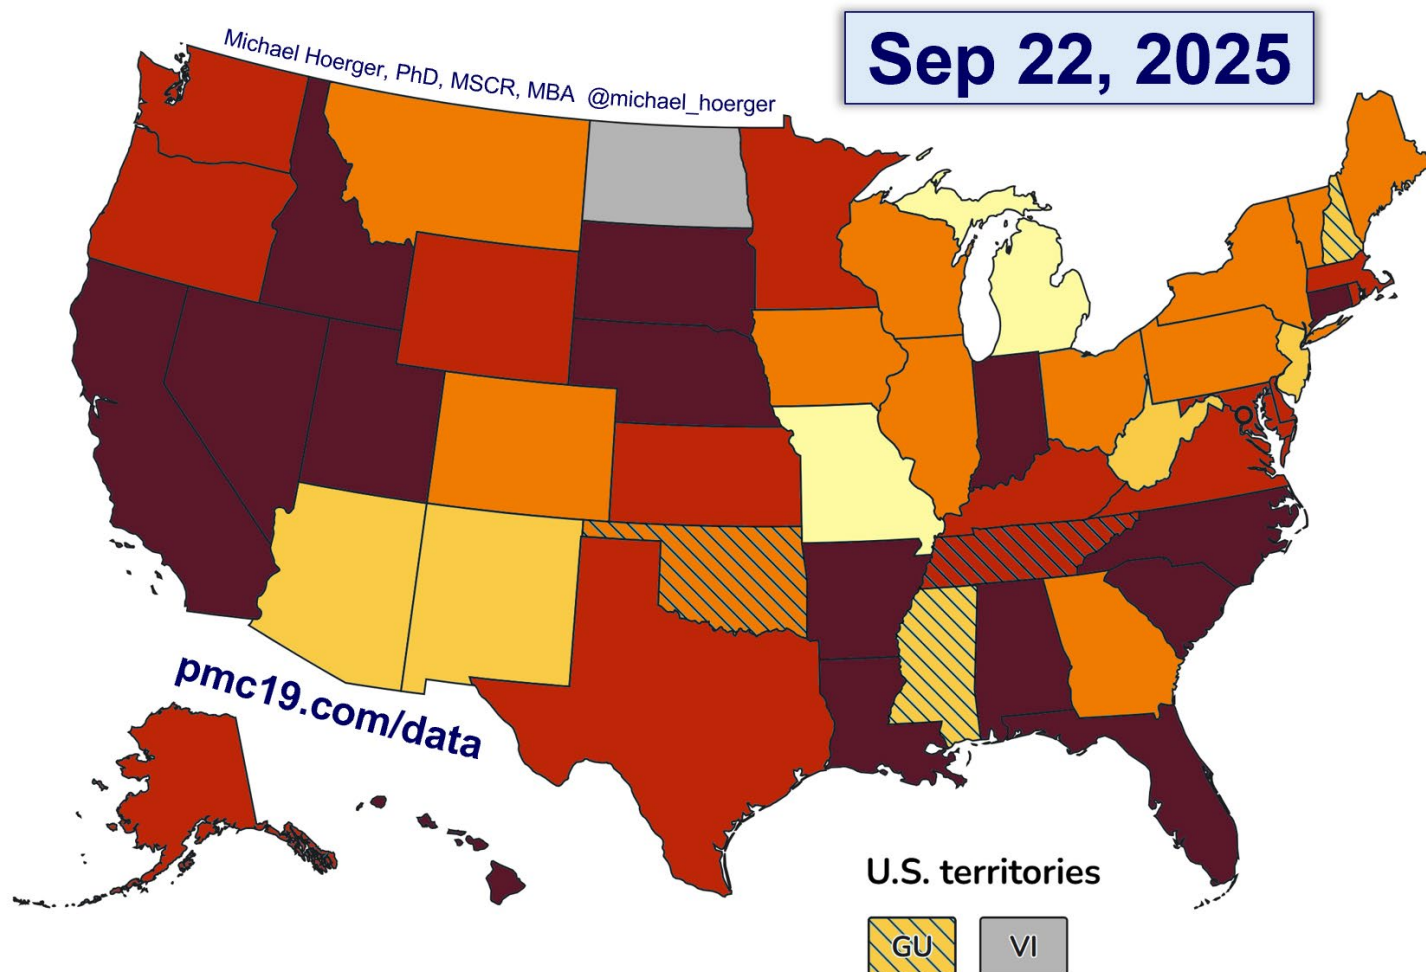 Michael Hoerger, PhD, MSCR, MBA @michael_hoerger
Sep 22, 2025
pmc19.com/data
U.S. territories
GU
VI